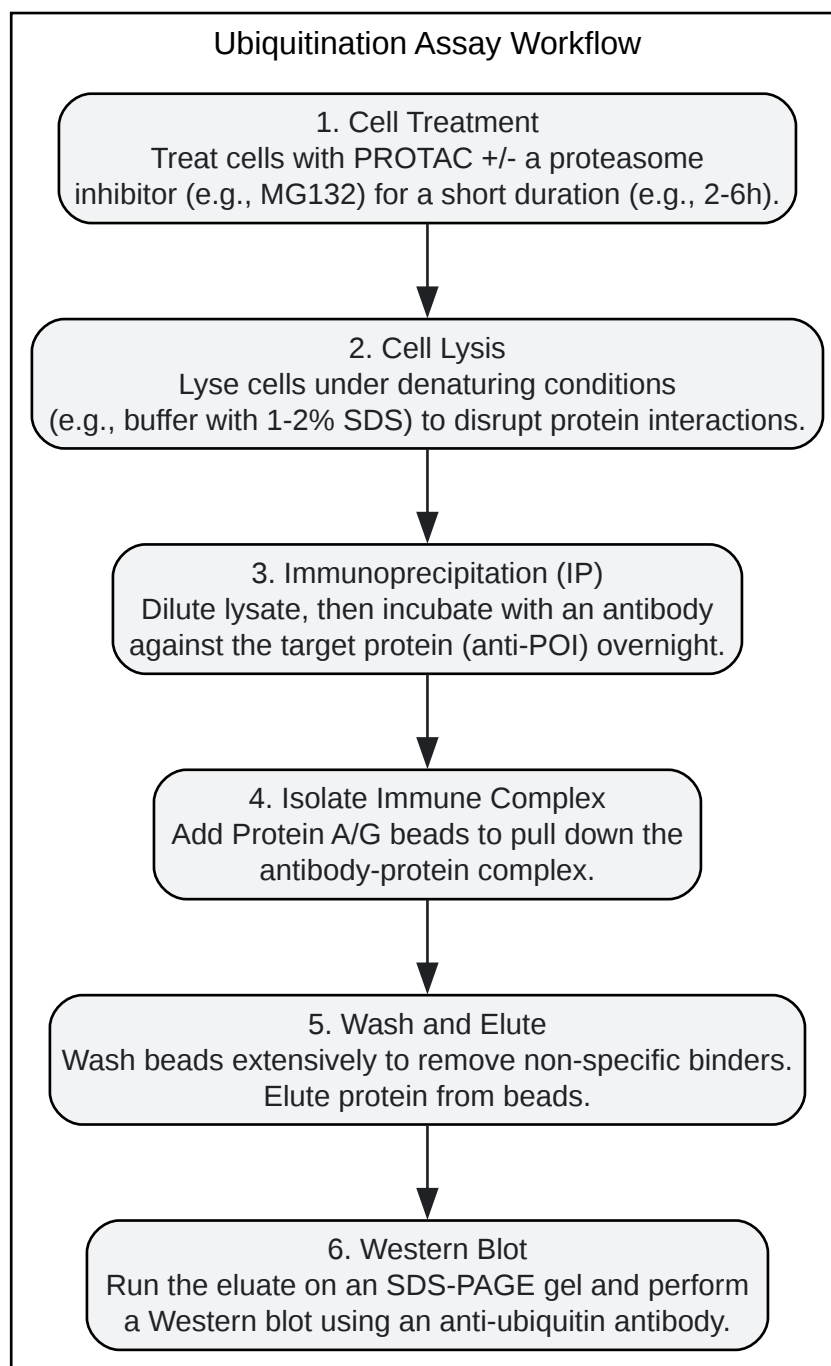 Ubiquitination Assay Workflow
1. Cell Treatment
Treat cells with PROTAC +/- a proteasome
inhibitor (e.g., MG132) for a short duration (e.g., 2-6h).
2. Cell Lysis
Lyse cells under denaturing conditions
(e.g., buffer with 1-2% SDS) to disrupt protein interactions.
3. Immunoprecipitation (IP)
Dilute lysate, then incubate with an antibody
against the target protein (anti-POI) overnight.
4. Isolate Immune Complex
Add Protein A/G beads to pull down the
antibody-protein complex.
5. Wash and Elute
Wash beads extensively to remove non-specific binders.
Elute protein from beads.
6. Western Blot
Run the eluate on an SDS-PAGE gel and perform
a Western blot using an anti-ubiquitin antibody.